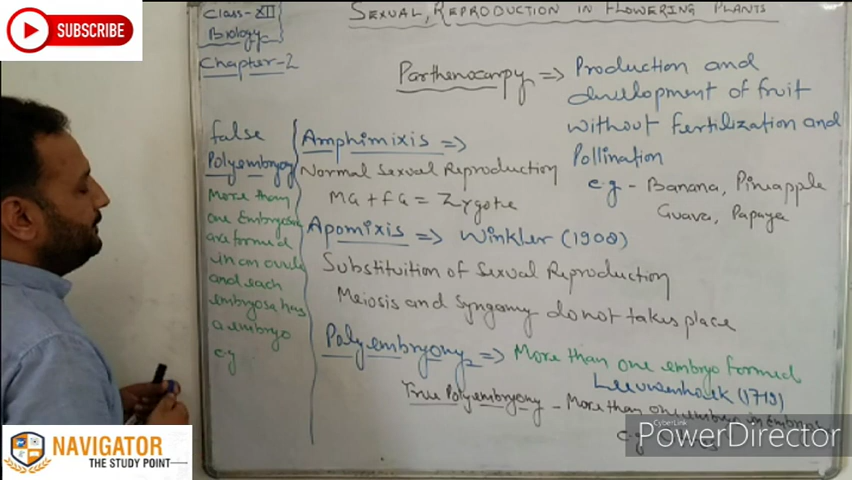 SUBSCRIBE
Class-XII
Biology
Chapter-2
SEXUAL REPRODUCTION IN FLOWERING PLANTS
Parthenocarpy => Production and
development of fruit
without Fertilization and
Pollination
e.g - Banana, Pineapple
Guava, Papaya
false
Polyembryony
More than
one Embryosac
are formed
in an ovule
and each
embryosac has
a embryo
eg
Amphimixis =>
Normal Sexual Reproduction
MG + FG = Zygote
Apomixis => Winkler (1908)
Substituition of Sexual Reproduction
Meiosis and Syngamy do not takes place
Polyembryony => More than one embryo formed
Leeuwenhoek (1719)
True Polyembryony - More than one embryo in
e.g
CyberLink
PowerDirector
NAVIGATOR
THE STUDY POINT